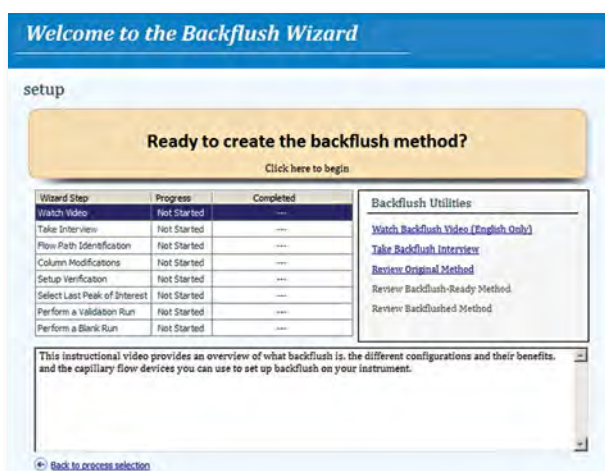 Welcome to the Backflush Wizard
setup
Ready to create the backflush method?
Click here to begin
Wizard Step Progress Completed
Watch Video Not Started ---
Take Interview Not Started ---
Flow Path Identification Not Started ---
Column Modifications Not Started ---
Setup Verification Not Started ---
Select Last Peak of Interest Not Started ---
Perform a Validation Run Not Started ---
Perform a Blank Run Not Started ---
Backflush Utilities
Watch Backflush Video (English Only)
Take Backflush Interview
Review Original Method
Review Backflush-Ready Method
Review Backflushed Method
This instructional video provides an overview of what backflush is, the different configurations and their benefits,
and the capillary flow devices you can use to set up backflush on your instrument.
Back to process selection